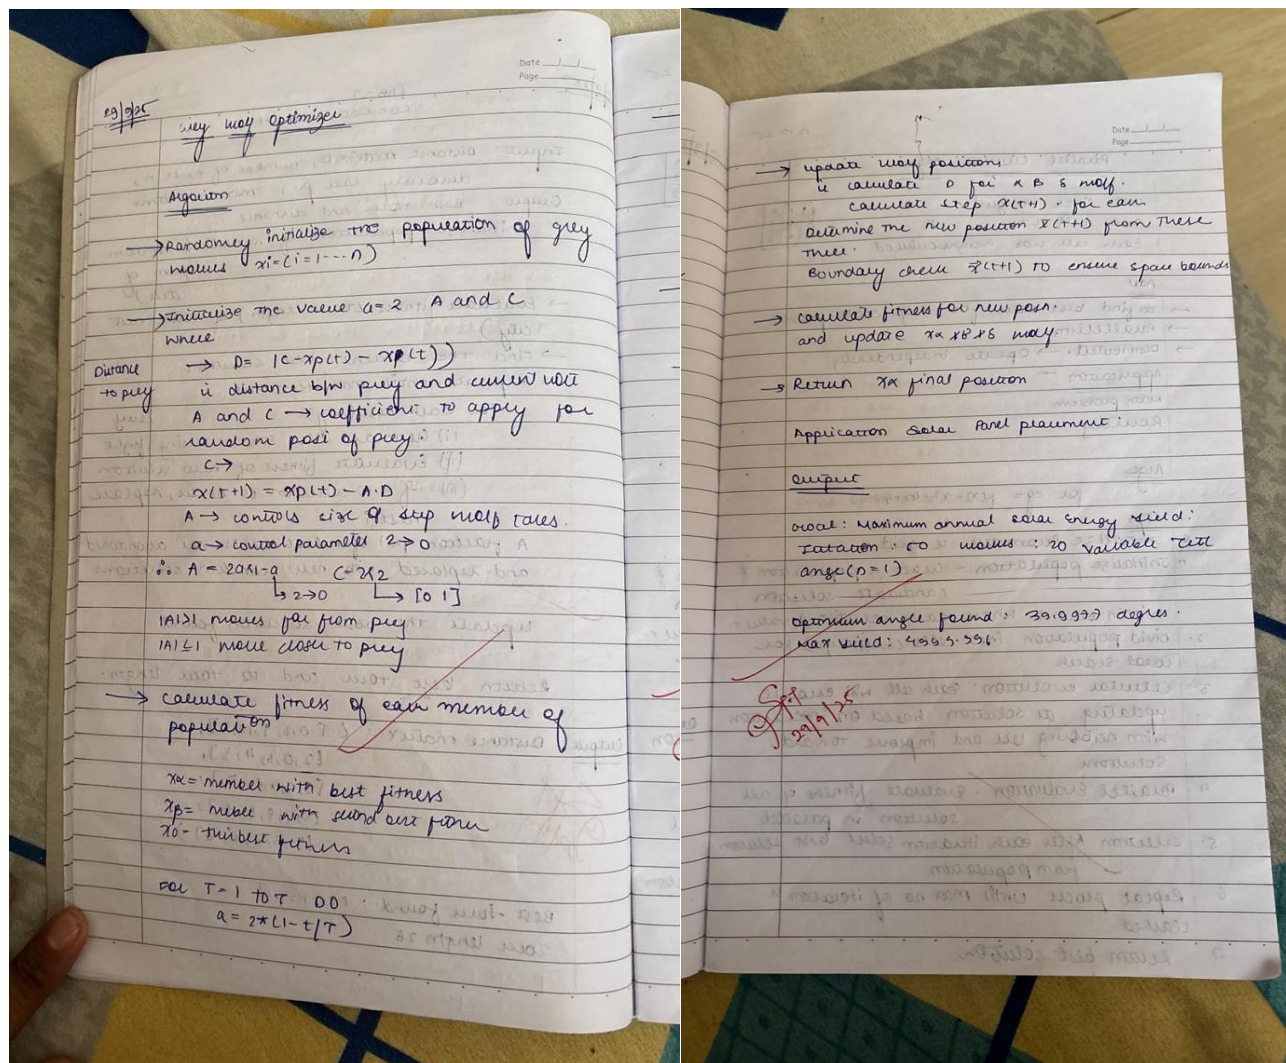 Date
Page
29/9/25
Grey wolf optimizer
Algorithm
→ Randomly initialize the population of grey
wolves xi = (i = 1 --- n)
→ Initialize the value a = 2 A and C
where
Distance
to prey
→ D = |C - xp(t) - xp(t))
is distance b/w prey and current wolf
A and C → coefficient to apply for
random posi of prey.
C →
x(t+1) = xp(t) - A.D
A → controls size of step wolf takes.
a → control parameter 2→0
∴ A = 2ar1-a C = 2r2
↳ 2→0 ↳ [0 1]
|A|>1 moves far from prey
|A|≤1 move closer to prey
→ calculate fitness of each member of
population
xα = member with best fitness
xβ = member with second best fitness
xδ - third best fitness
For T = 1 to T DO
a = 2*(1-t/T)
Date
Page
→ update wolf positions
ie calculate D for α β δ wolf.
calculate step x(t+1). for each
Determine the new position x(t+1) from these
three.
Boundary check x(t+1) to ensure space bounds
→ calculate fitness for new posn.
and update xα xβ xδ wolf.
→ Return xα final position
Application Solar Panel placement
Output
Goal: Maximum annual solar energy yield:
Iteration: 50 wolves: 20 variable tilt
angle (D=1)
Optimum angle found: 39.9977 degres.
Max yield: 4999.996
29/9/25